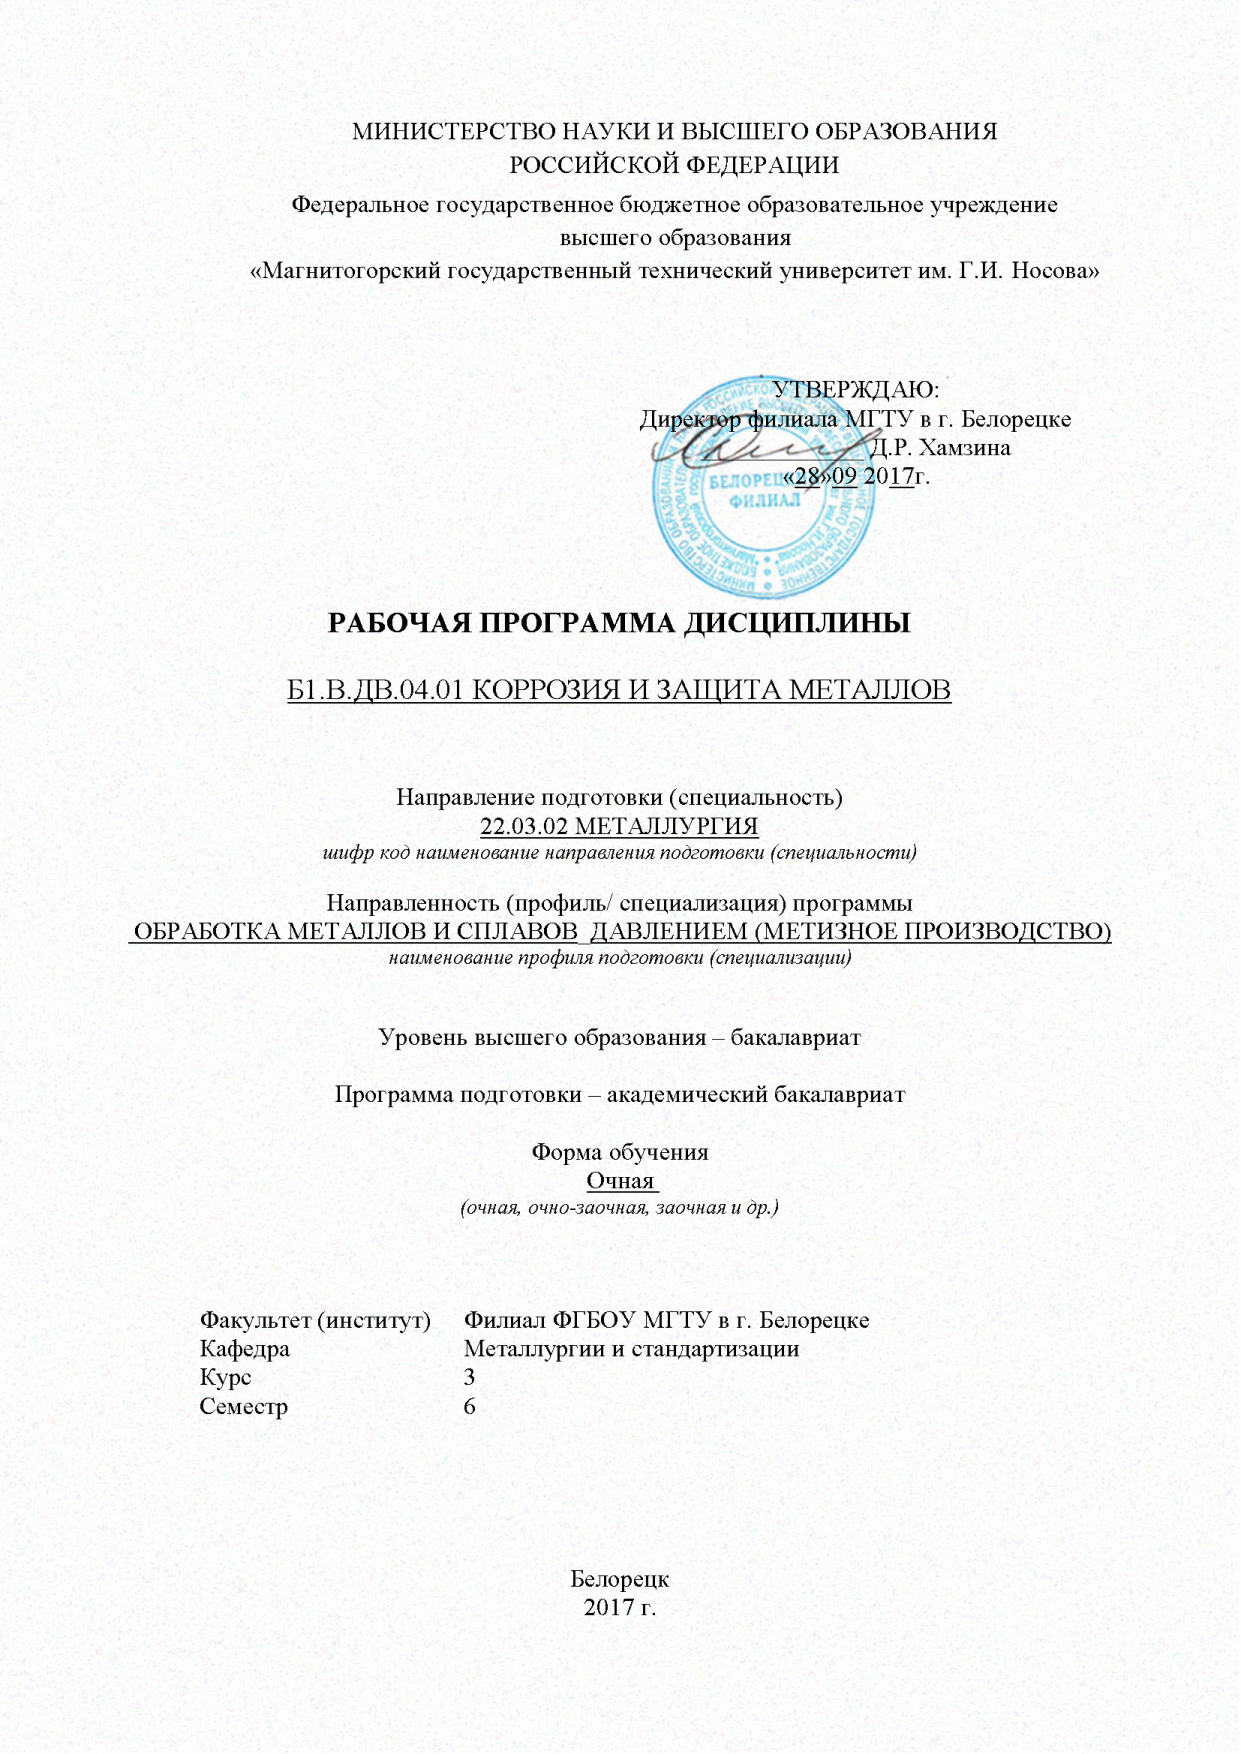 МИНИСТЕРСТВО НАУКИ И ВЫСШЕГО ОБРАЗОВАНИЯ
РОССИЙСКОЙ ФЕДЕРАЦИИ
Федеральное государственное бюджетное образовательное учреждение
высшего образования
«Магнитогорский государственный технический университет им. Г.И. Носова»
УТВЕРЖДАЮ:
Директор филиала МГТУ в г. Белорецке
Д.Р. Хамзина
«28»09 2017г.
БЕЛОРЕЦ
ФИЛИАЛ
РАБОЧАЯ ПРОГРАММА ДИСЦИПЛИНЫ
Б1.В.ДВ.04.01 КОРРОЗИЯ И ЗАЩИТА МЕТАЛЛОВ
Направление подготовки (специальность)
22.03.02 МЕТАЛЛУРГИЯ
шифр код наименование направления подготовки (специальности)
Направленность (профиль/ специализация) программы
ОБРАБОТКА МЕТАЛЛОВ И СПЛАВОВ ДАВЛЕНИЕМ (МЕТИЗНОЕ ПРОИЗВОДСТВО)
наименование профиля подготовки (специализации)
Уровень высшего образования – бакалавриат
Программа подготовки – академический бакалавриат
Форма обучения
Очная
(очная, очно-заочная, заочная и др.)
Факультет (институт) Филиал ФГБОУ МГТУ в г. Белорецке
Кафедра Металлургии и стандартизации
Курс 3
Семестр 6
Белорецк
2017 г.